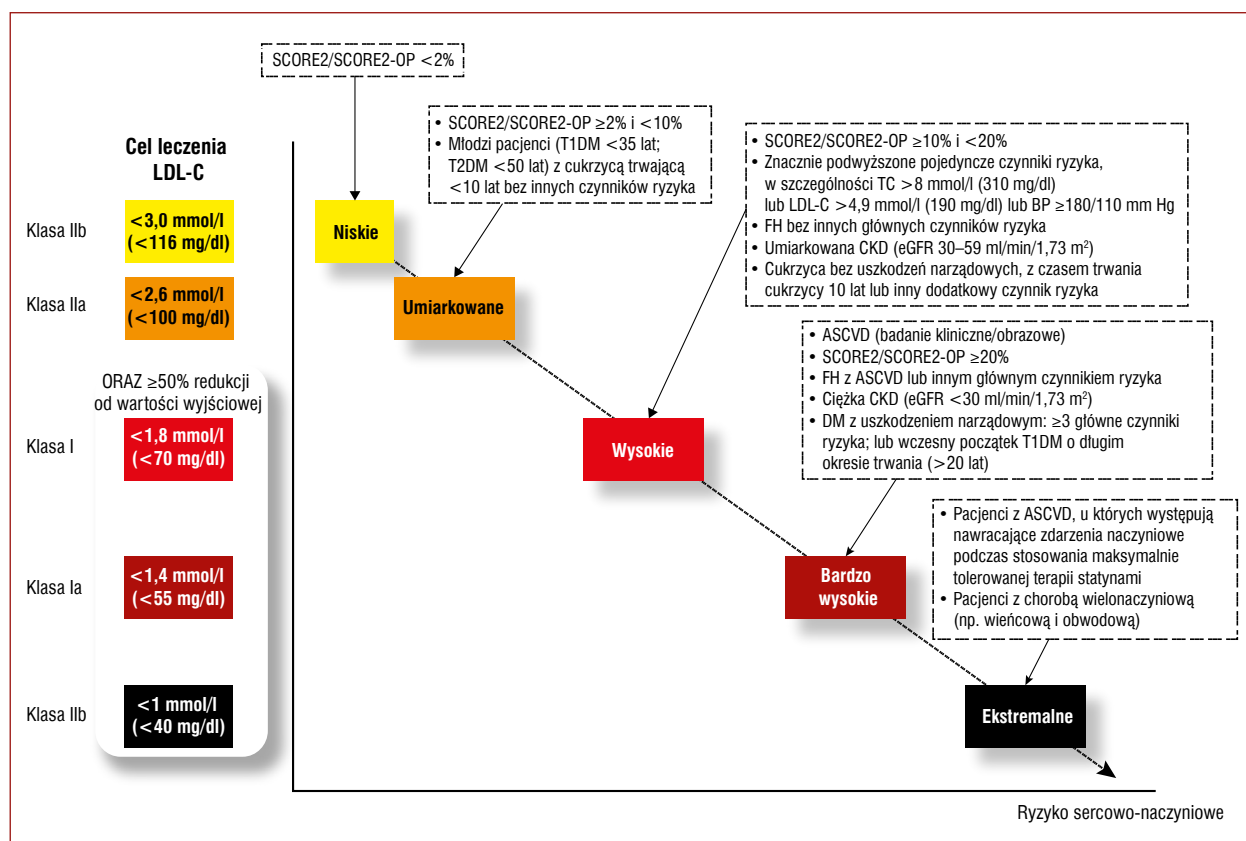 SCORE2/SCORE2-OP <2%
• SCORE2/SCORE2-OP ≥2% i <10%
• Młodzi pacjenci (T1DM <35 lat;
T2DM <50 lat) z cukrzycą trwającą
<10 lat bez innych czynników ryzyka
• SCORE2/SCORE2-OP ≥10% i <20%
• Znacznie podwyższone pojedyncze czynniki ryzyka,
w szczególności TC >8 mmol/l (310 mg/dl)
lub LDL-C >4,9 mmol/l (190 mg/dl) lub BP ≥180/110 mm Hg
• FH bez innych głównych czynników ryzyka
• Umiarkowana CKD (eGFR 30–59 ml/min/1,73 m²)
• Cukrzyca bez uszkodzeń narządowych, z czasem trwania
cukrzycy 10 lat lub inny dodatkowy czynnik ryzyka
Cel leczenia
LDL-C
Klasa IIb
<3,0 mmol/l
(<116 mg/dl)
Niskie
Klasa IIa
<2,6 mmol/l
(<100 mg/dl)
Umiarkowane
• ASCVD (badanie kliniczne/obrazowe)
• SCORE2/SCORE2-OP ≥20%
• FH z ASCVD lub innym głównym czynnikiem ryzyka
• Ciężka CKD (eGFR <30 ml/min/1,73 m²)
• DM z uszkodzeniem narządowym: ≥3 główne czynniki
ryzyka; lub wczesny początek T1DM o długim
okresie trwania (>20 lat)
ORAZ ≥50% redukcji
od wartości wyjściowej
Klasa I
<1,8 mmol/l
(<70 mg/dl)
Wysokie
• Pacjenci z ASCVD, u których występują
nawracające zdarzenia naczyniowe
podczas stosowania maksymalnie
tolerowanej terapii statynami
• Pacjenci z chorobą wielonaczyniową
(np. wieńcową i obwodową)
Klasa Ia
<1,4 mmol/l
(<55 mg/dl)
Bardzo
wysokie
Klasa IIb
<1 mmol/l
(<40 mg/dl)
Ekstremalne
Ryzyko sercowo-naczyniowe